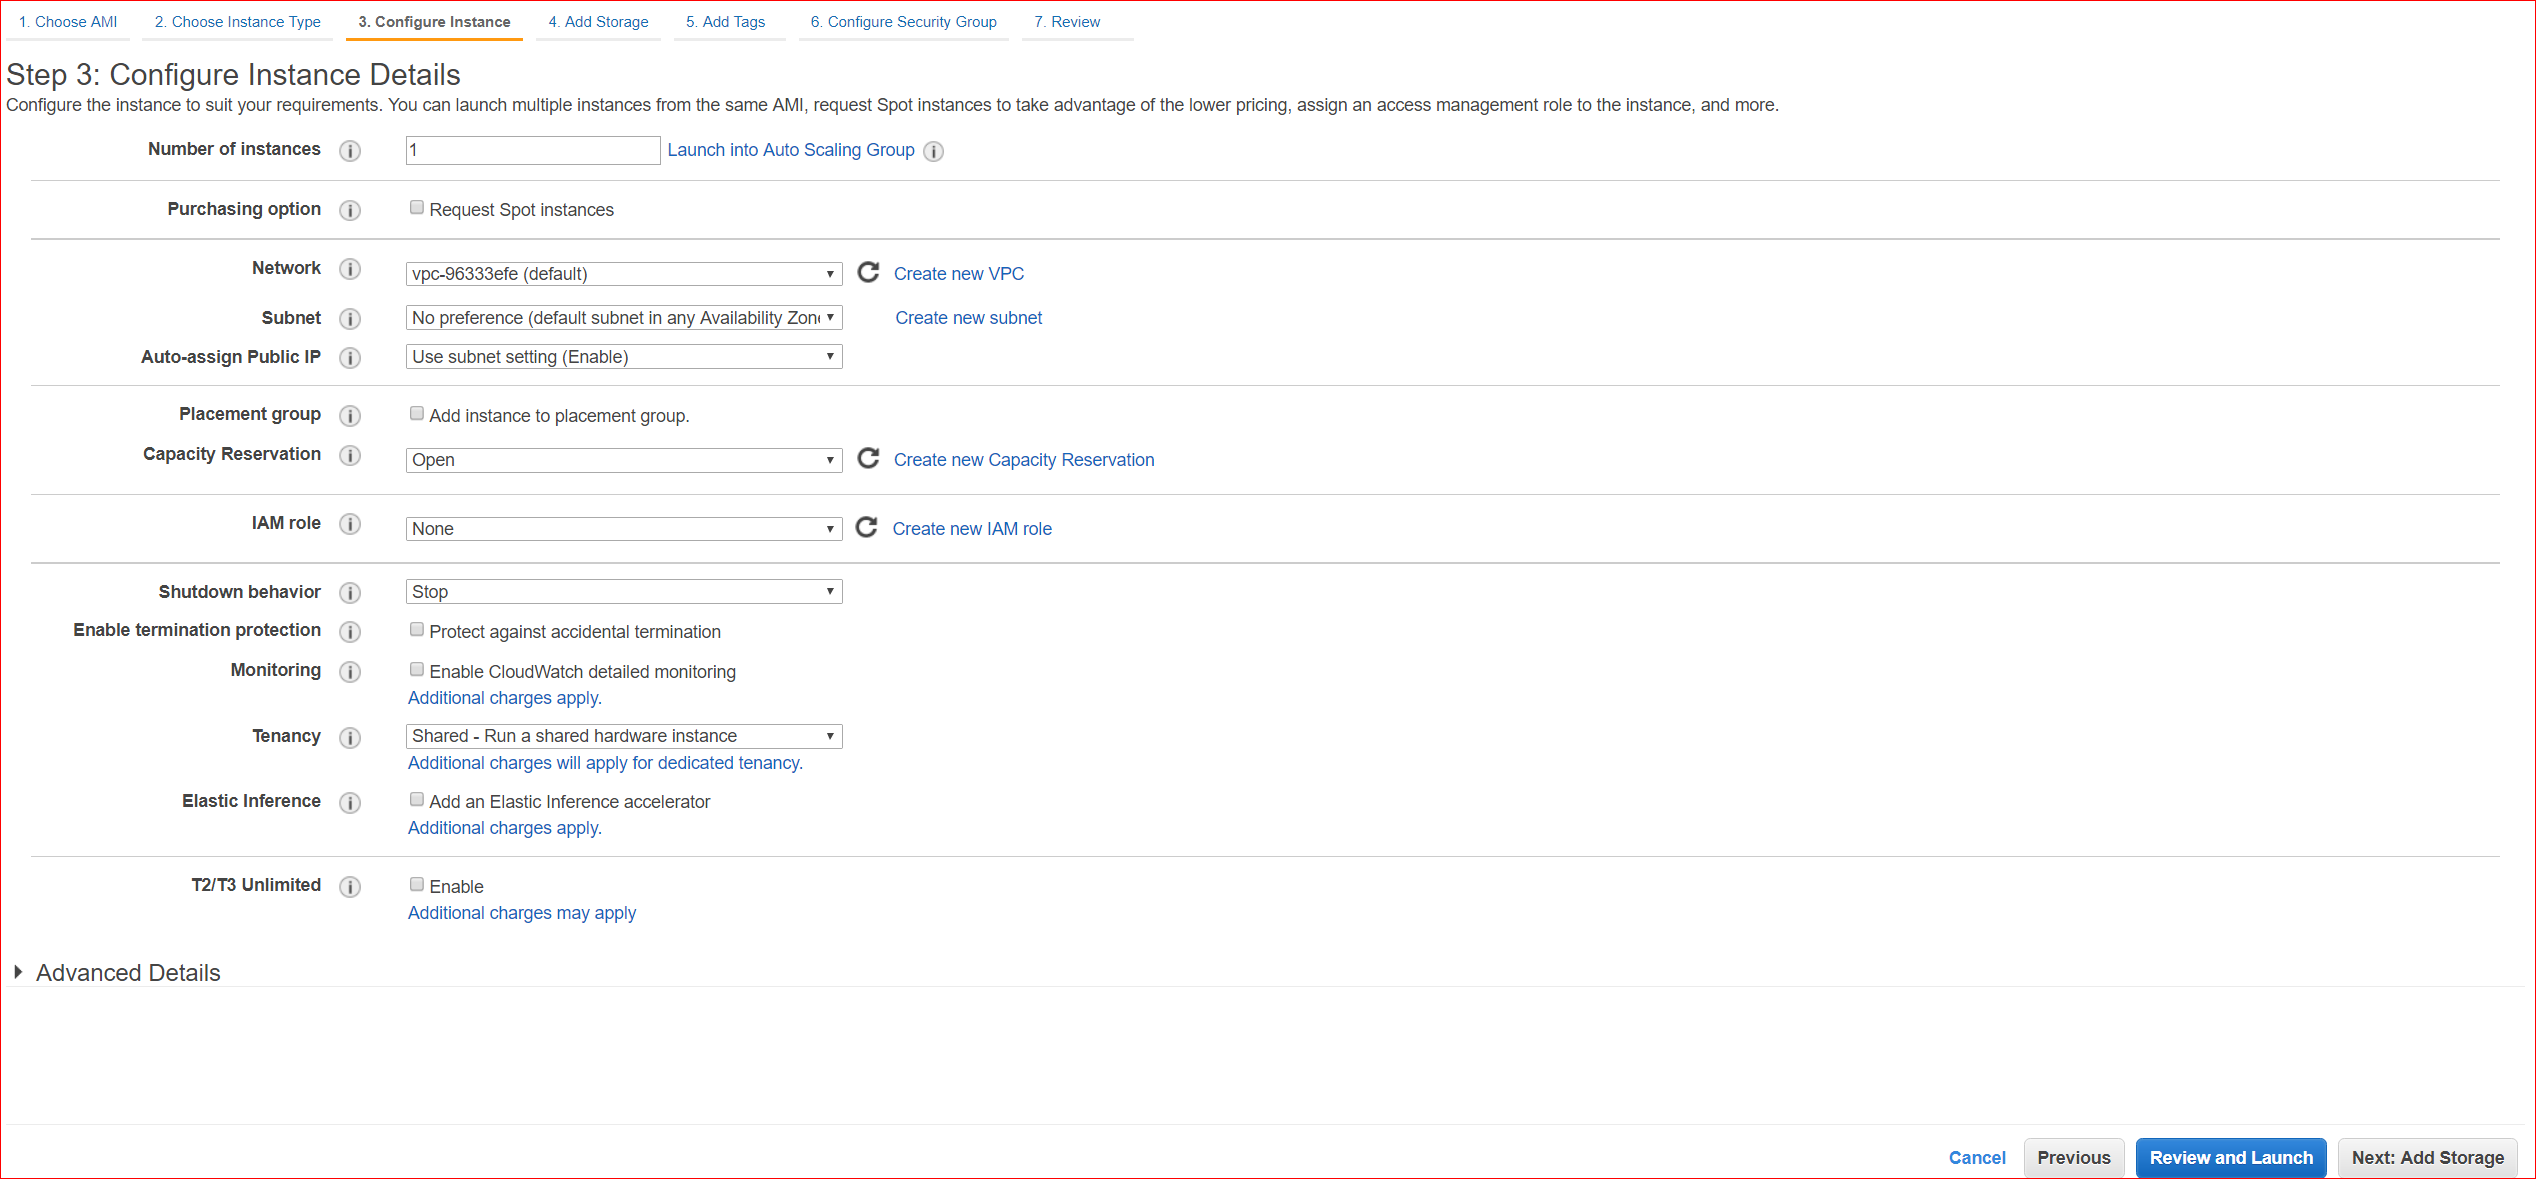 1. Choose AMI 2. Choose Instance Type 3. Configure Instance 4. Add Storage 5. Add Tags 6. Configure Security Group 7. Review
Step 3: Configure Instance Details
Configure the instance to suit your requirements. You can launch multiple instances from the same AMI, request Spot instances to take advantage of the lower pricing, assign an access management role to the instance, and more.
Number of instances 1 Launch into Auto Scaling Group
Purchasing option Request Spot instances
Network vpc-96333efe (default) Create new VPC
Subnet No preference (default subnet in any Availability Zone Create new subnet
Auto-assign Public IP Use subnet setting (Enable)
Placement group Add instance to placement group.
Capacity Reservation Open Create new Capacity Reservation
IAM role None Create new IAM role
Shutdown behavior Stop
Enable termination protection Protect against accidental termination
Monitoring Enable CloudWatch detailed monitoring
Additional charges apply.
Tenancy Shared - Run a shared hardware instance
Additional charges will apply for dedicated tenancy.
Elastic Inference Add an Elastic Inference accelerator
Additional charges apply.
T2/T3 Unlimited Enable
Additional charges may apply
Advanced Details
Cancel Previous Review and Launch Next: Add Storage